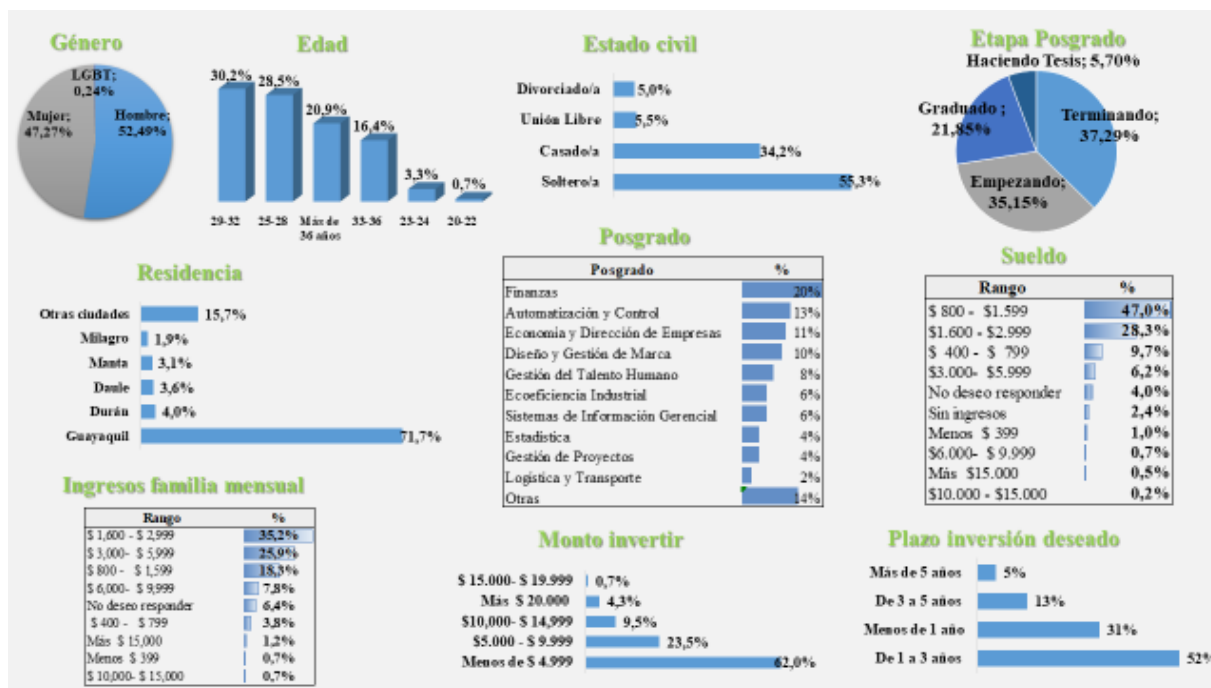 Género
LGBT;
0,24%
Mujer;
47,27%
Hombre;
52,49%
Edad
30,2% 28,5% 20,9% 16,4% 3,3% 0,7%
29-32 25-28 Más de 33-36 23-24 20-22
36 años
Estado civil
Divorciado/a 5,0%
Unión Libre 5,5%
Casado/a 34,2%
Soltero/a 55,3%
Etapa Posgrado
Haciendo Tesis; 5,70%
Graduado ;
21,85%
Terminando;
37,29%
Empezando;
35,15%
Residencia
Otras ciudades 15,7%
Milagro 1,9%
Manta 3,1%
Daule 3,6%
Durán 4,0%
Guayaquil 71,7%
Posgrado
Posgrado %
Finanzas 20%
Automatización y Control 13%
Economia y Dirección de Empresas 11%
Diseño y Gestión de Marca 10%
Gestión del Talento Humano 8%
Ecoeficiencia Industrial 6%
Sistemas de Información Gerencial 6%
Estadistica 4%
Gestión de Proyectos 4%
Logística y Transporte 2%
Otras 14%
Sueldo
Rango %
$ 800 - $1.599 47,0%
$1.600 - $2.999 28,3%
$ 400 - $ 799 9,7%
$3.000- $5.999 6,2%
No deseo responder 4,0%
Sin ingresos 2,4%
Menos $ 399 1,0%
$6.000- $ 9.999 0,7%
Más $15.000 0,5%
$10.000 - $15.000 0,2%
Ingresos familia mensual
Rango %
$ 1,600 - $ 2,999 35,2%
$ 3,000- $ 5,999 25,9%
$ 800 - $ 1,599 18,3%
$ 6,000- $ 9,999 7,8%
No deseo responder 6,4%
$ 400 - $ 799 3,8%
Más $ 15,000 1,2%
Menos $ 399 0,7%
$ 10,000- $ 15,000 0,7%
Monto invertir
$ 15.000- $ 19.999 0,7%
Más $ 20.000 4,3%
$10,000- $ 14,999 9,5%
$5.000 - $ 9.999 23,5%
Menos de $ 4.999 62,0%
Plazo inversión deseado
Más de 5 años 5%
De 3 a 5 años 13%
Menos de 1 año 31%
De 1 a 3 años 52%